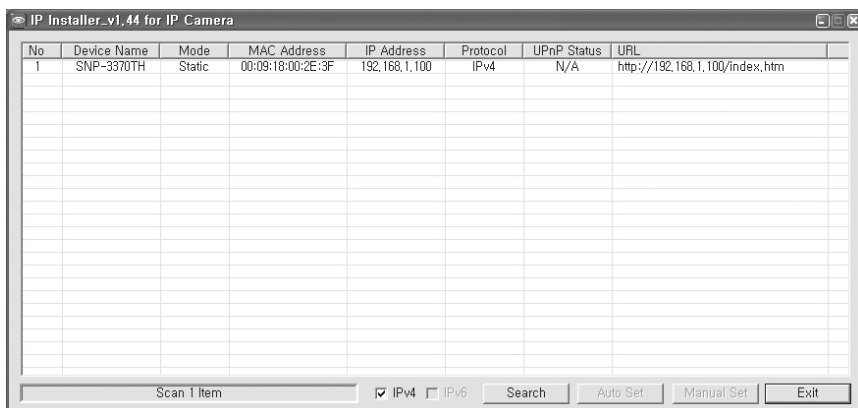 IP Installer_v1,44 for IP Camera
No Device Name Mode MAC Address IP Address Protocol UPnP Status URL
1 SNP-3370TH Static 00:09:18:00:2E:3F 192,168,1,100 IPv4 N/A http://192,168,1,100/index,htm
Scan 1 Item IPv4 IPv6 Search Auto Set Manual Set Exit